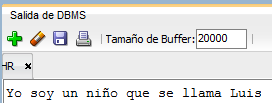 Salida de DBMS
Tamaño de Buffer: 20000
HR ×
Yo soy un niño que se llama Luis